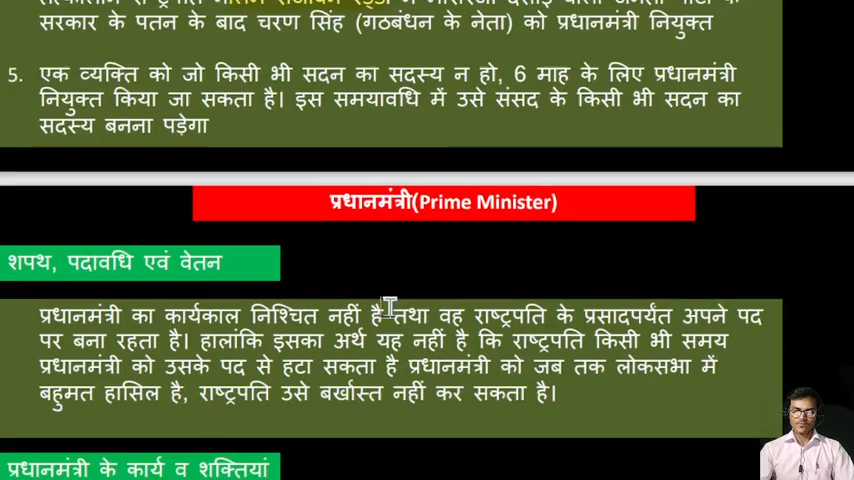 सरकार के पतन के बाद चरण सिंह (गठबंधन के नेता) को प्रधानमंत्री नियुक्त
5. एक व्यक्ति को जो किसी भी सदन का सदस्य न हो, 6 माह के लिए प्रधानमंत्री
नियुक्त किया जा सकता है। इस समयावधि में उसे संसद के किसी भी सदन का
सदस्य बनना पड़ेगा
प्रधानमंत्री(Prime Minister)
शपथ, पदावधि एवं वेतन
प्रधानमंत्री का कार्यकाल निश्चित नहीं है तथा वह राष्ट्रपति के प्रसादपर्यंत अपने पद
पर बना रहता है। हालांकि इसका अर्थ यह नहीं है कि राष्ट्रपति किसी भी समय
प्रधानमंत्री को उसके पद से हटा सकता है प्रधानमंत्री को जब तक लोकसभा में
बहुमत हासिल है, राष्ट्रपति उसे बर्खास्त नहीं कर सकता है।
प्रधानमंत्री के कार्य व शक्तियां